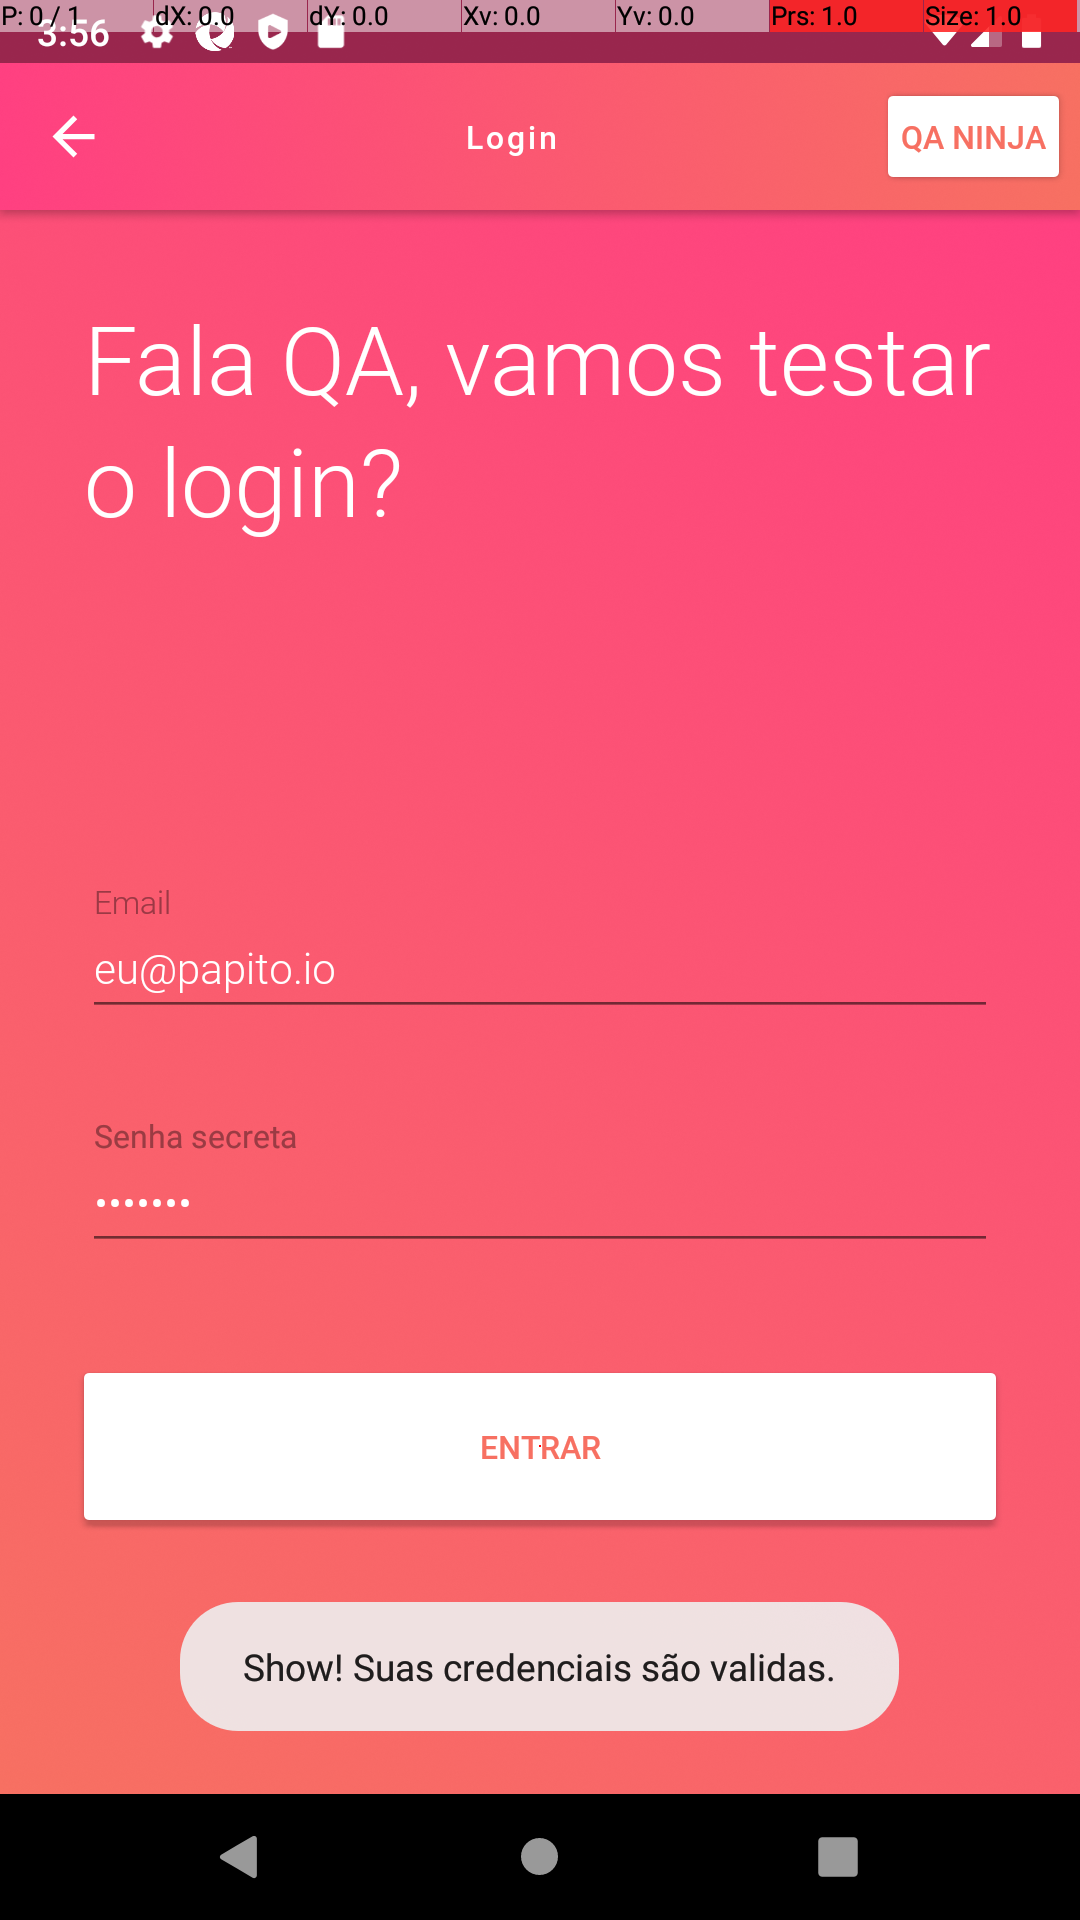 P: 0 / 1 dX: 0.0 dY: 0.0 Xv: 0.0 Yv: 0.0 Prs: 1.0 Size: 1.0
3:56
Login
QA NINJA
Fala QA, vamos testar
o login?
Email
eu@papito.io
Senha secreta
•••••••
ENTRAR
Show! Suas credenciais são validas.